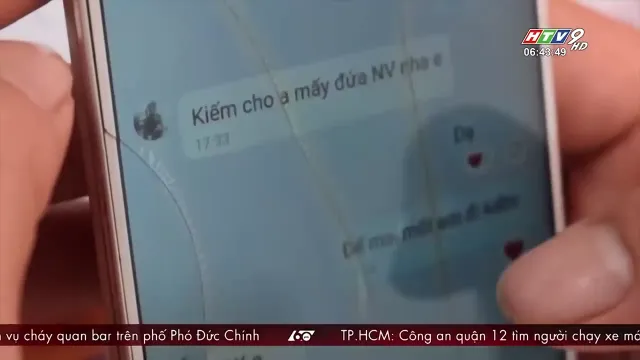 HTV9 HD
06:43:49
Kiếm cho a mấy đứa NV nha e
17:33
Dạ
vụ cháy quan bar trên phố Phó Đức Chính
60
TP.HCM: Công an quận 12 tìm người chạy xe